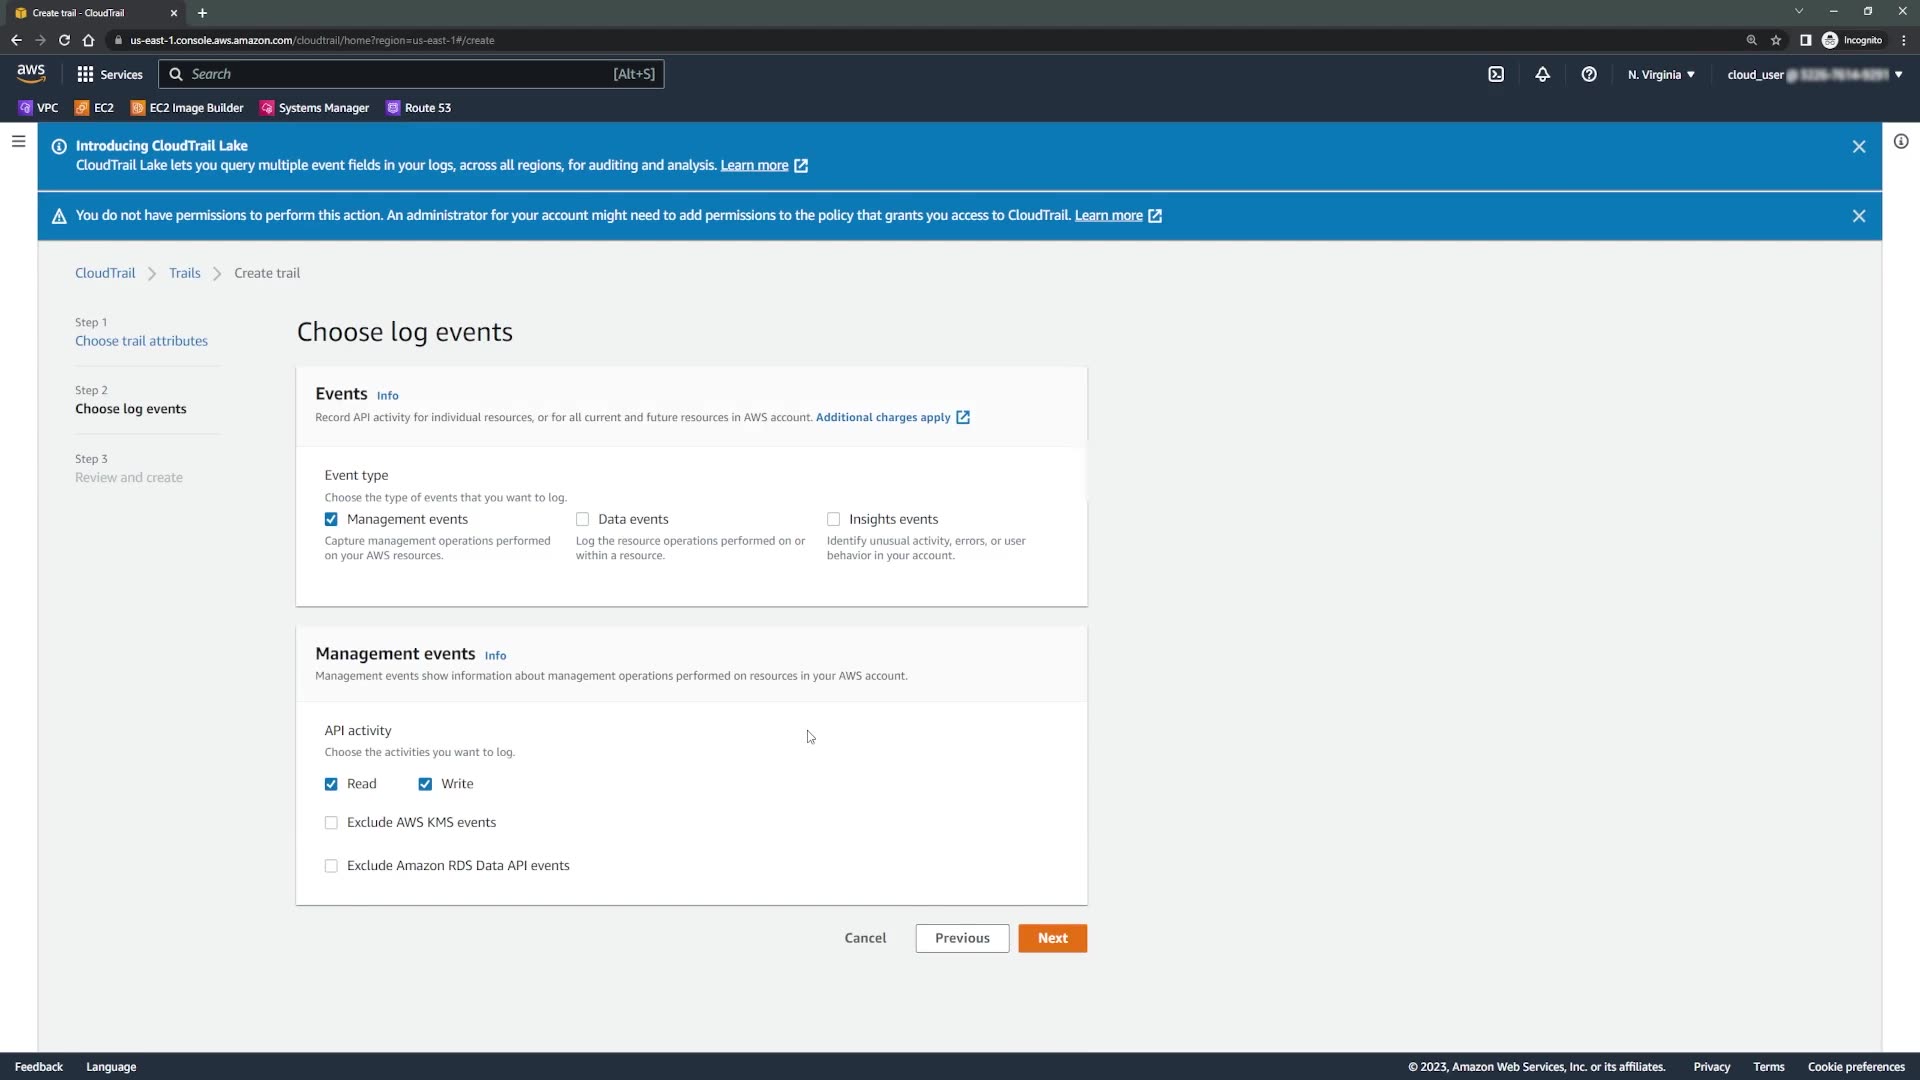 Create trail - CloudTrail
us-east-1.console.aws.amazon.com/cloudtrail/home?region=us-east-1#/create
Incognito
aws
Services
Search
[Alt+S]
N. Virginia
cloud_user @
VPC
EC2
EC2 Image Builder
Systems Manager
Route 53
Introducing CloudTrail Lake
CloudTrail Lake lets you query multiple event fields in your logs, across all regions, for auditing and analysis. Learn more
You do not have permissions to perform this action. An administrator for your account might need to add permissions to the policy that grants you access to CloudTrail. Learn more
CloudTrail
Trails
Create trail
Step 1
Choose trail attributes
Step 2
Choose log events
Step 3
Review and create
Choose log events
Events Info
Record API activity for individual resources, or for all current and future resources in AWS account. Additional charges apply
Event type
Choose the type of events that you want to log.
Management events
Capture management operations performed
on your AWS resources.
Data events
Log the resource operations performed on or
within a resource.
Insights events
Identify unusual activity, errors, or user
behavior in your account.
Management events Info
Management events show information about management operations performed on resources in your AWS account.
API activity
Choose the activities you want to log.
Read
Write
Exclude AWS KMS events
Exclude Amazon RDS Data API events
Cancel
Previous
Next
Feedback
Language
© 2023, Amazon Web Services, Inc. or its affiliates.
Privacy
Terms
Cookie preferences